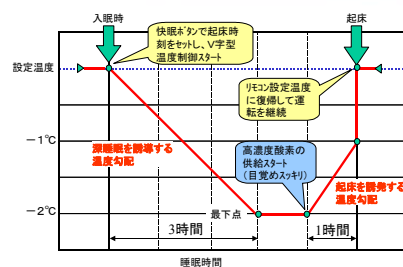 入眠時
起床
快眠ボタンで起床時
刻をセットし、V字型
温度制御スタート
設定温度
リモコン設定温度
に復帰して運
転を継続
－1℃
深睡眠を誘導する
温度勾配
高濃度酸素の
供給スタート
(目覚めスッキリ)
起床を誘発する
温度勾配
－2℃
最下点
3時間
1時間
睡眠時間